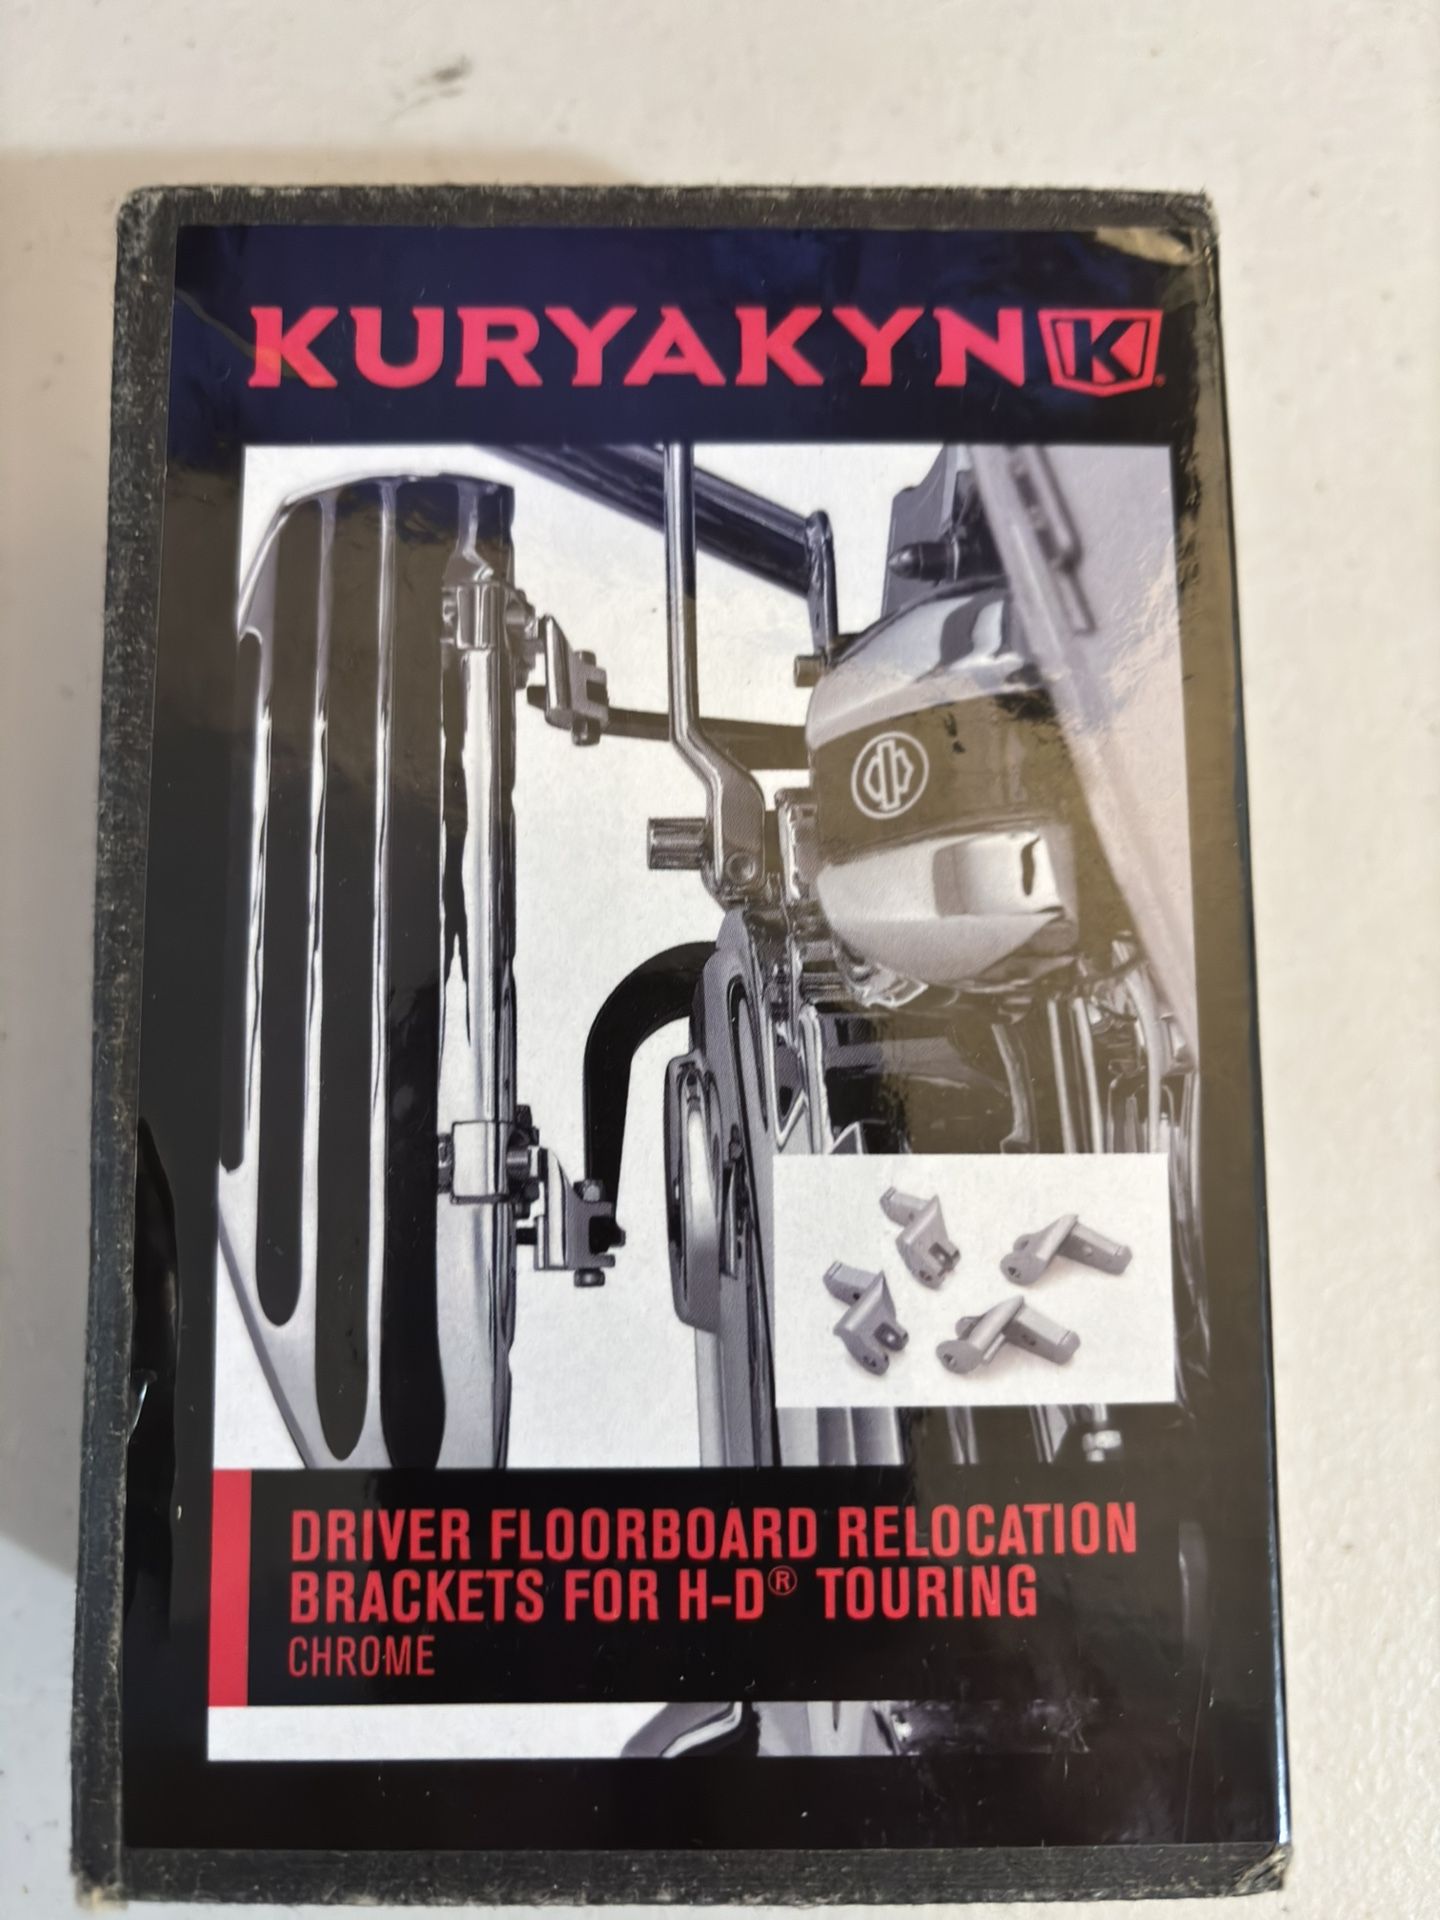 KURYAKYN K
DRIVER FLOORBOARD RELOCATION
BRACKETS FOR H-D® TOURING
CHROME